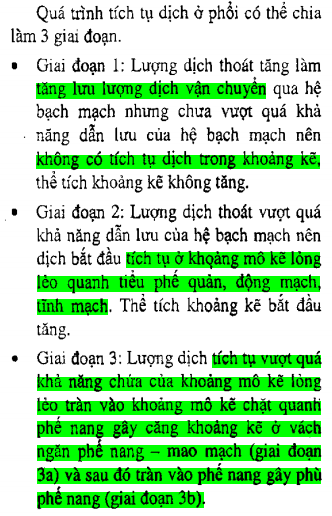 Quá trình tích tụ dịch ở phổi có thể chia
làm 3 giai đoạn.
• Giai đoạn 1: Lượng dịch thoát tăng làm
tăng lưu lượng dịch vận chuyển qua hệ
bạch mạch nhưng chưa vượt quá khả
năng dẫn lưu của hệ bạch mạch nên
không có tích tụ dịch trong khoảng kẽ,
thể tích khoảng kẽ không tăng.
• Giai đoạn 2: Lượng dịch thoát vượt quá
khả năng dẫn lưu của hệ bạch mạch nên
dịch bắt đầu tích tụ ở khoảng mô kẽ lỏng
lẻo quanh tiểu phế quản, động mạch,
tĩnh mạch. Thể tích khoảng kẽ bắt đầu
tăng.
• Giai đoạn 3: Lượng dịch tích tụ vượt quá
khả năng chứa của khoảng mô kẽ lỏng
lẻo tràn vào khoảng mô kẽ chặt quanh
phế nang gây căng khoảng kẽ ở vách
ngăn phế nang – mao mạch (giai đoạn
3a) và sau đó tràn vào phế nang gây phù
phế nang (giai đoạn 3b).